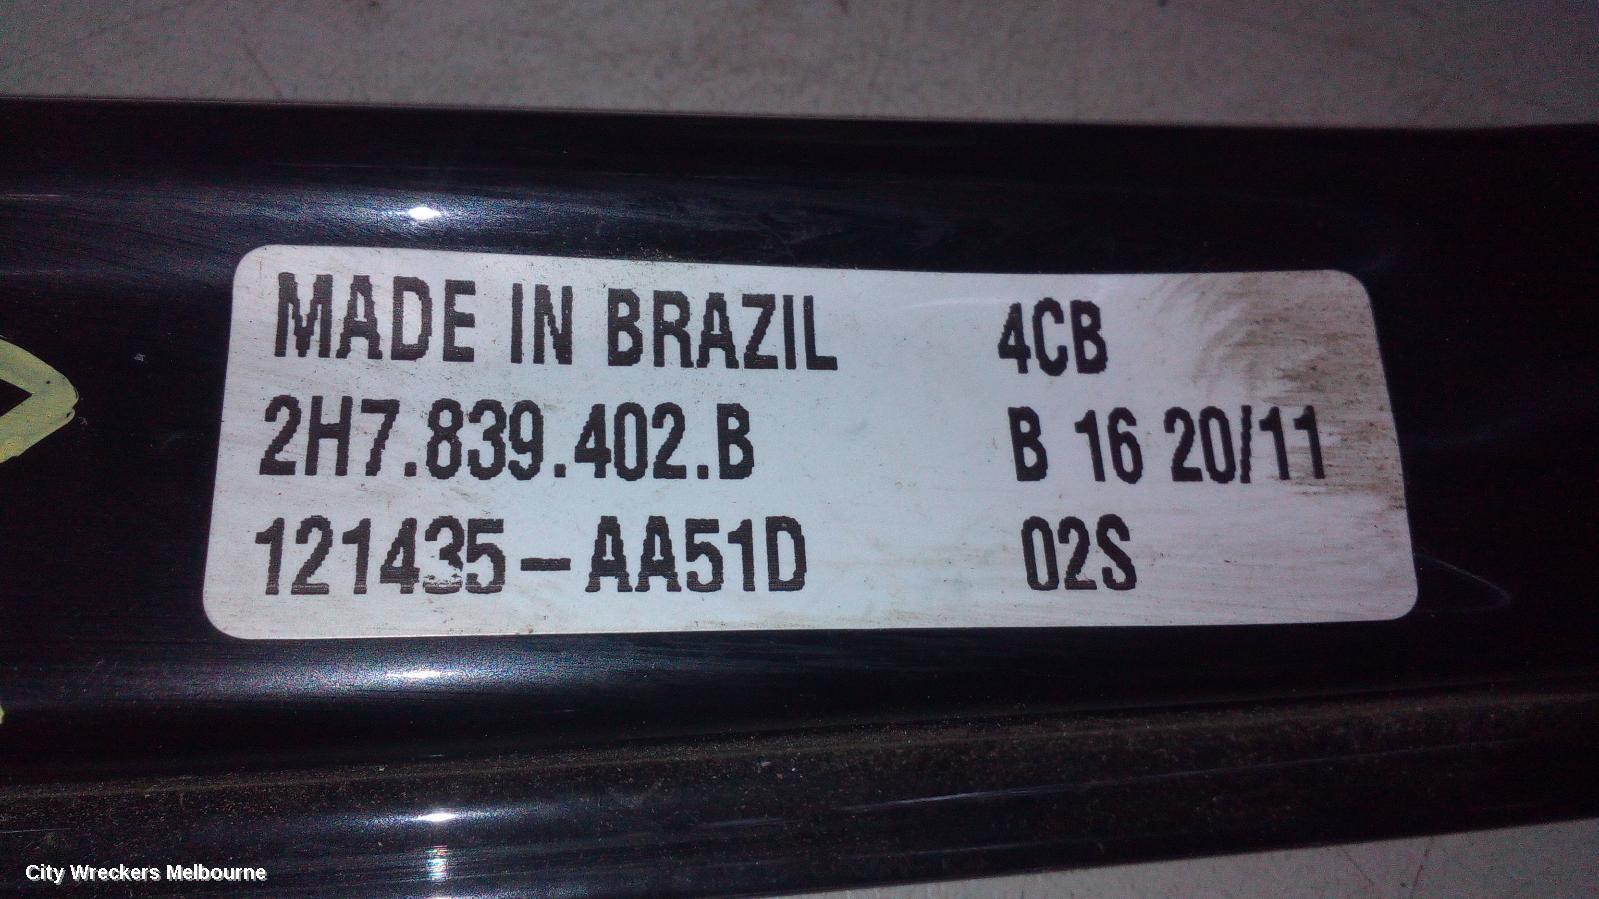 MADE IN BRAZIL 4CB
2H7.839.402.B B 16 20/11
121435-AA51D 02S
City Wreckers Melbourne